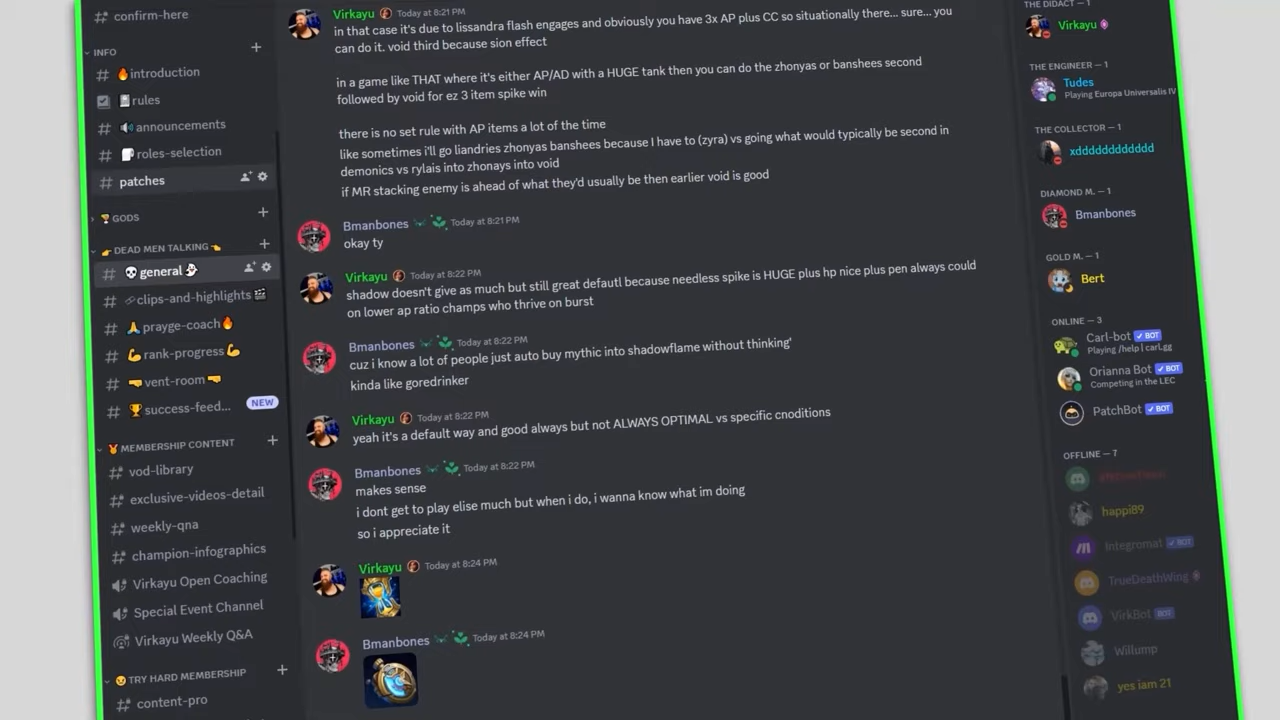 confirm-here
INFO
introduction
rules
announcements
roles-selection
patches
GODS
DEAD MEN TALKING
general
clips-and-highlights
prayge-coach
rank-progress
vent-room
success-feed...
NEW
MEMBERSHIP CONTENT
vod-library
exclusive-videos-detail
weekly-qna
champion-infographics
Virkayu Open Coaching
Special Event Channel
Virkayu Weekly Q&A
TRY HARD MEMBERSHIP
content-pro
Virkayu Today at 8:21 PM
in that case it's due to lissandra flash engages and obviously you have 3x AP plus CC so situationally there... sure... you
can do it. void third because sion effect
in a game like THAT where it's either AP/AD with a HUGE tank then you can do the zhonyas or banshees second
followed by void for ez 3 item spike win
there is no set rule with AP items a lot of the time
like sometimes i'll go liandries zhonyas banshees because I have to (zyra) vs going what would typically be second in
demonics vs rylais into zhonays into void
if MR stacking enemy is ahead of what they'd usually be then earlier void is good
Bmanbones Today at 8:21 PM
okay ty
Virkayu Today at 8:22 PM
shadow doesn't give as much but still great defautl because needless spike is HUGE plus hp nice plus pen always could
on lower ap ratio champs who thrive on burst
Bmanbones Today at 8:22 PM
cuz i know a lot of people just auto buy mythic into shadowflame without thinking'
kinda like goredrinker
Virkayu Today at 8:22 PM
yeah it's a default way and good always but not ALWAYS OPTIMAL vs specific cnoditions
Bmanbones Today at 8:22 PM
makes sense
i dont get to play elise much but when i do, i wanna know what im doing
so i appreciate it
Virkayu Today at 8:24 PM
Bmanbones Today at 8:24 PM
THE DIDACT — 1
Virkayu
THE ENGINEER — 1
Tudes
Playing Europa Universalis IV
THE COLLECTOR — 1
xdddddddddddd
DIAMOND M. — 1
Bmanbones
GOLD M. — 1
Bert
ONLINE — 3
Carl-bot BOT
Playing /help | carl.gg
Orianna Bot BOT
Competing in the LEC
PatchBot BOT
OFFLINE — 7
happi89
Integromat BOT
TrueDeathWing
VirkBot BOT
Willump
yes iam 21